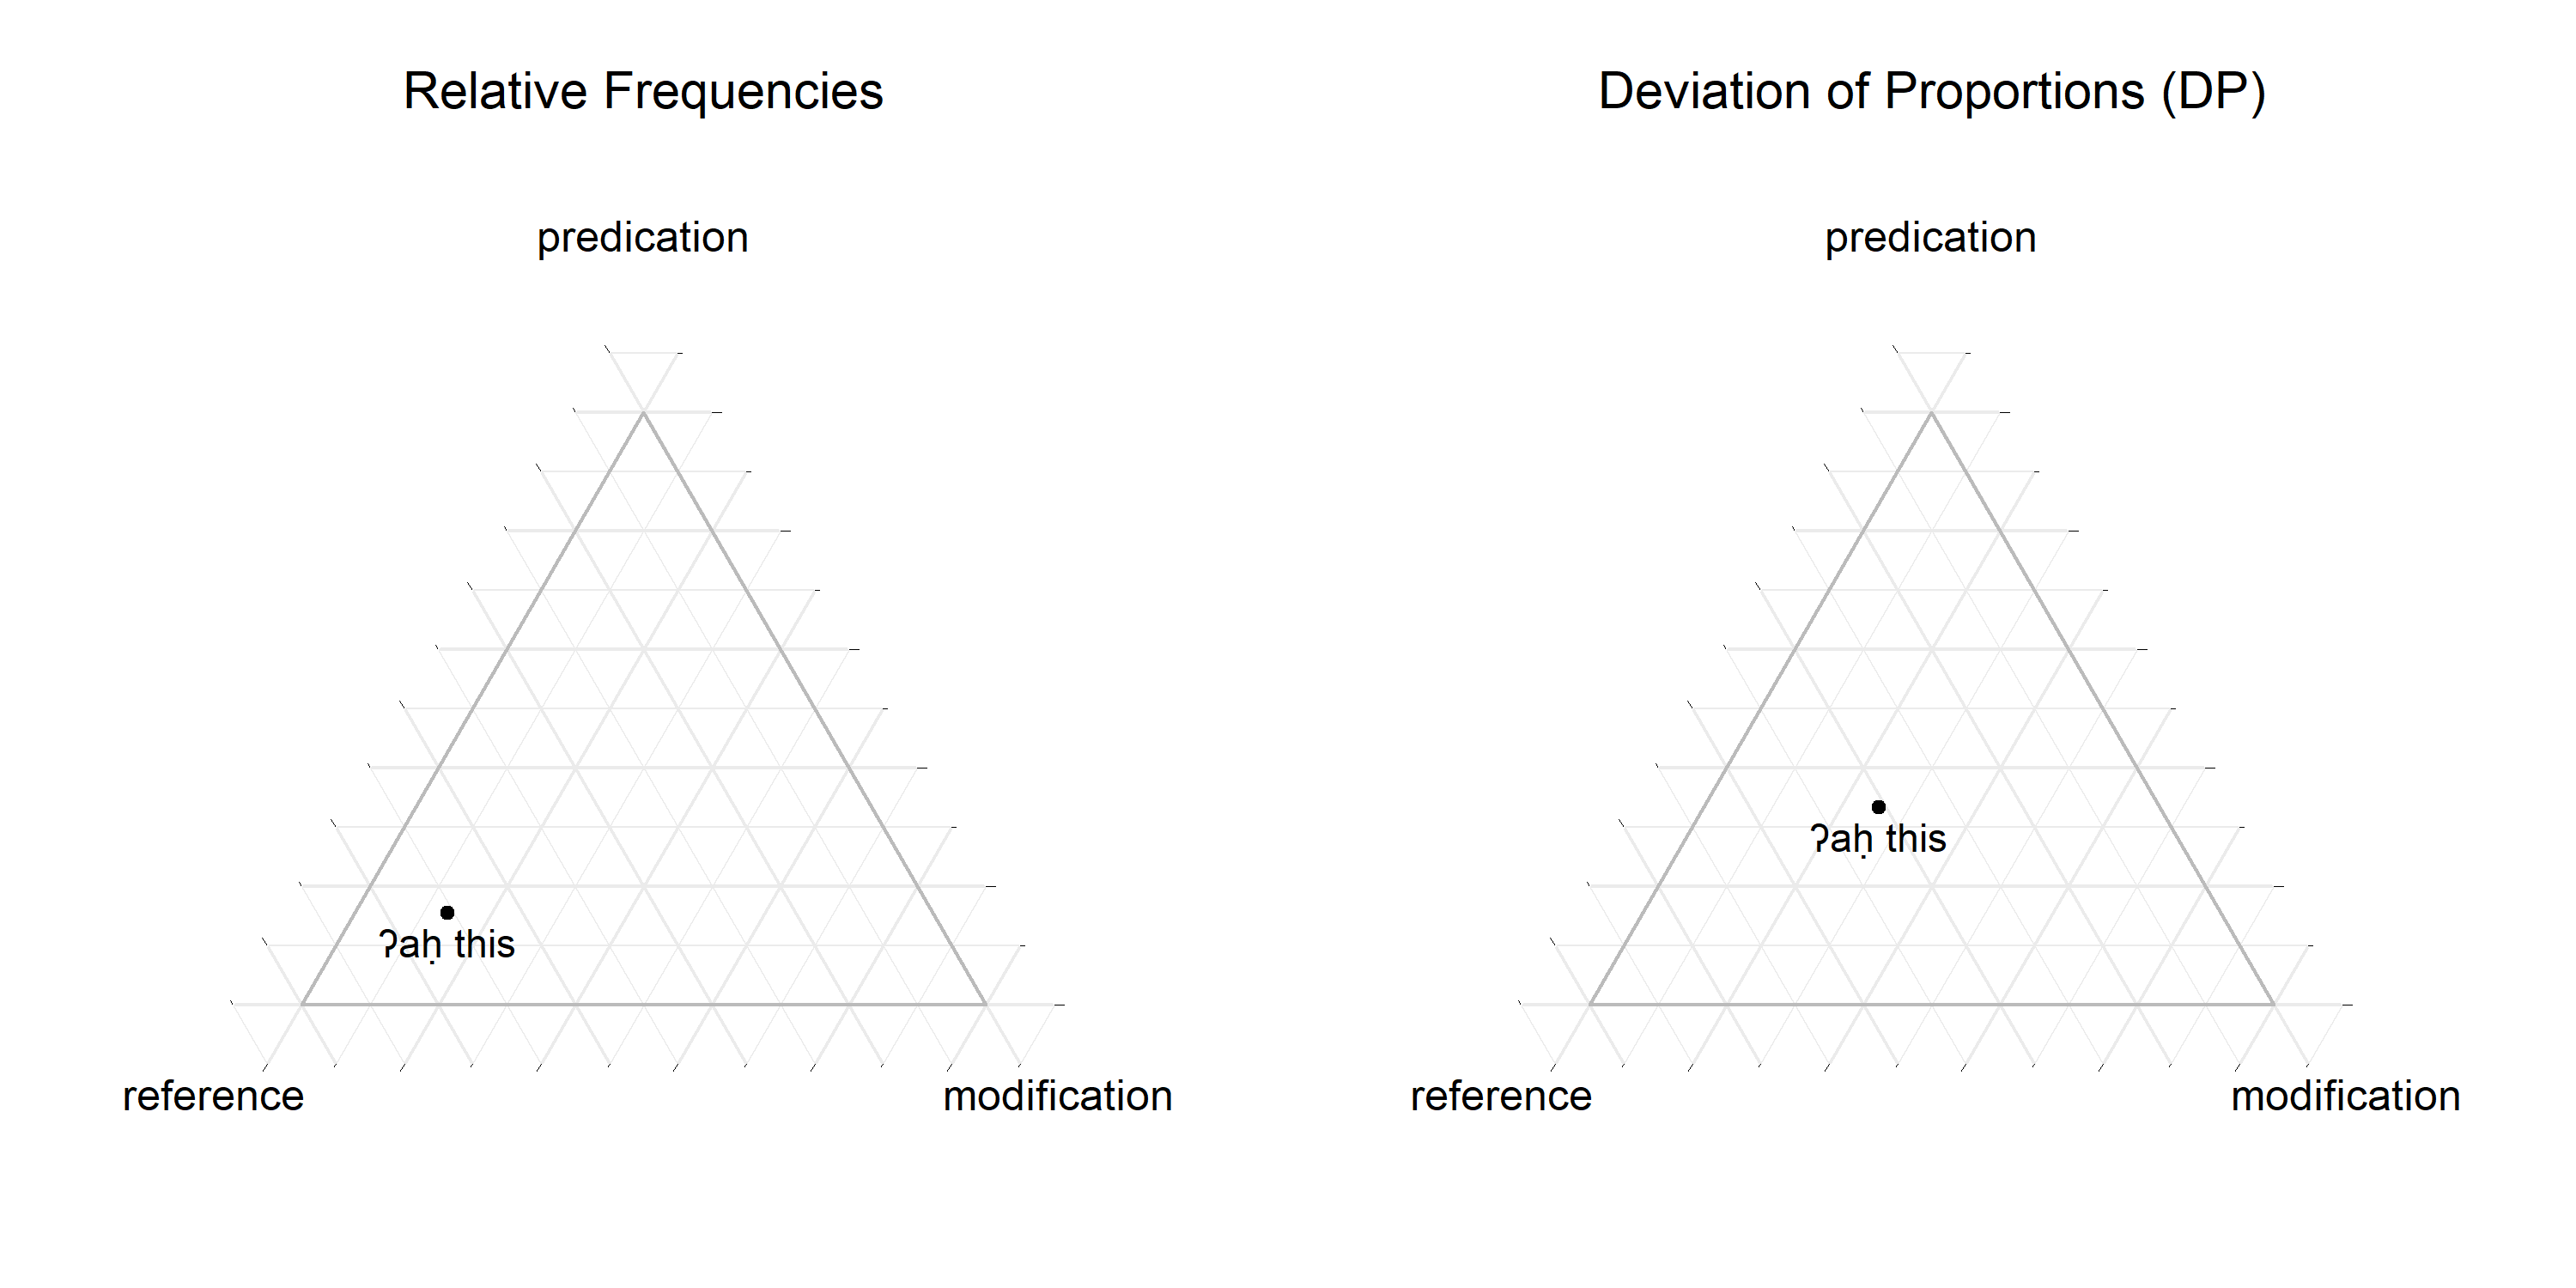 Relative Frequencies
predication
ʔaḥ this
reference
modification
Deviation of Proportions (DP)
predication
ʔaḥ this
reference
modification